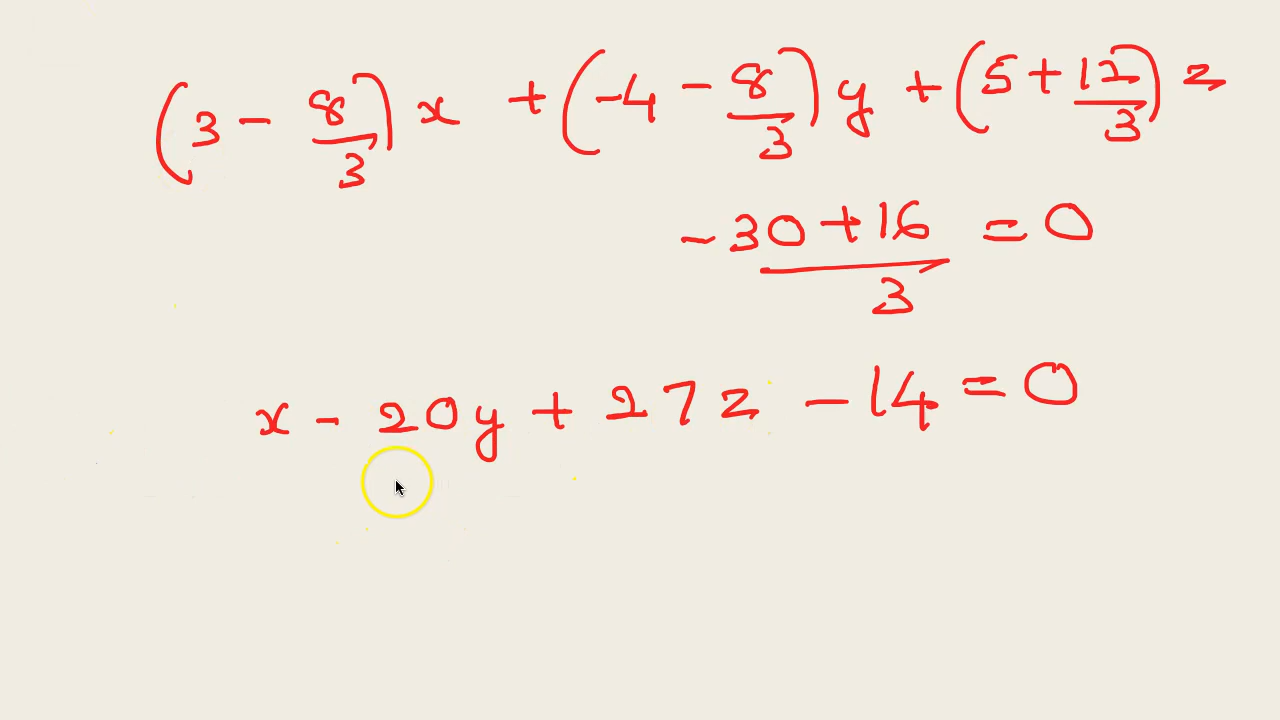 (3 - 8/3) x + (-4 - 8/3) y + (5 + 12/3) z
(-30 + 16)/3 = 0
x - 20y + 27z - 14 = 0